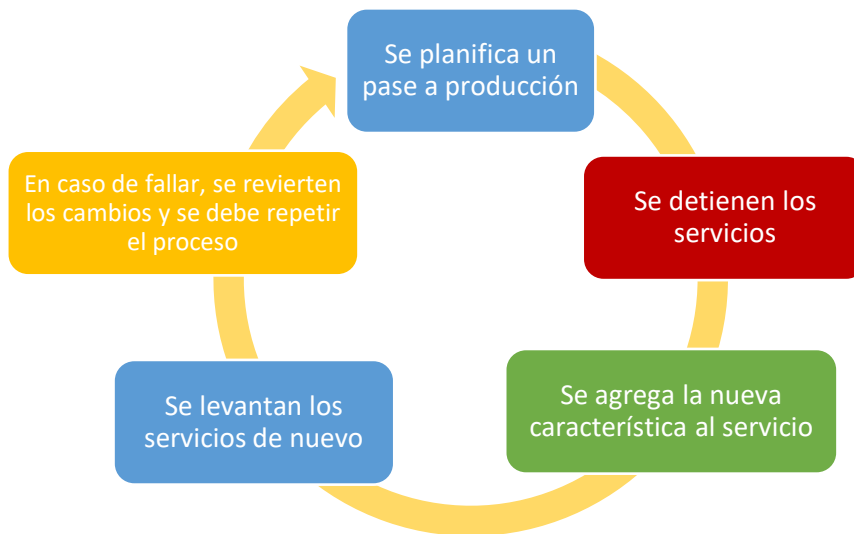 Se planifica un
pase a producción
Se detienen los
servicios
Se agrega la nueva
característica al servicio
Se levantan los
servicios de nuevo
En caso de fallar, se revierten
los cambios y se debe repetir
el proceso